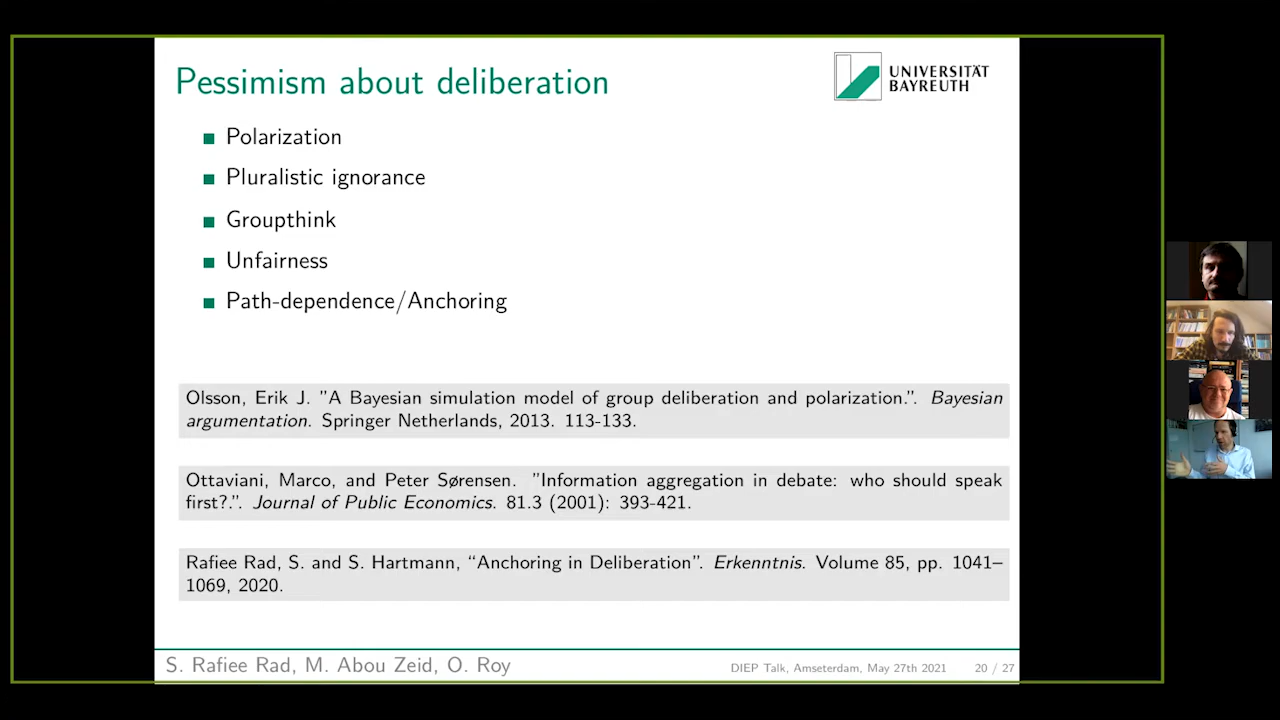 Pessimism about deliberation
UNIVERSITÄT
BAYREUTH
Polarization
Pluralistic ignorance
Groupthink
Unfairness
Path-dependence/Anchoring
Olsson, Erik J. ”A Bayesian simulation model of group deliberation and polarization.”. Bayesian
argumentation. Springer Netherlands, 2013. 113-133.
Ottaviani, Marco, and Peter Sørensen. ”Information aggregation in debate: who should speak
first?.”. Journal of Public Economics. 81.3 (2001): 393-421.
Rafiee Rad, S. and S. Hartmann, “Anchoring in Deliberation”. Erkenntnis. Volume 85, pp. 1041–
1069, 2020.
S. Rafiee Rad, M. Abou Zeid, O. Roy
DIEP Talk, Amseterdam, May 27th 2021
20 / 27